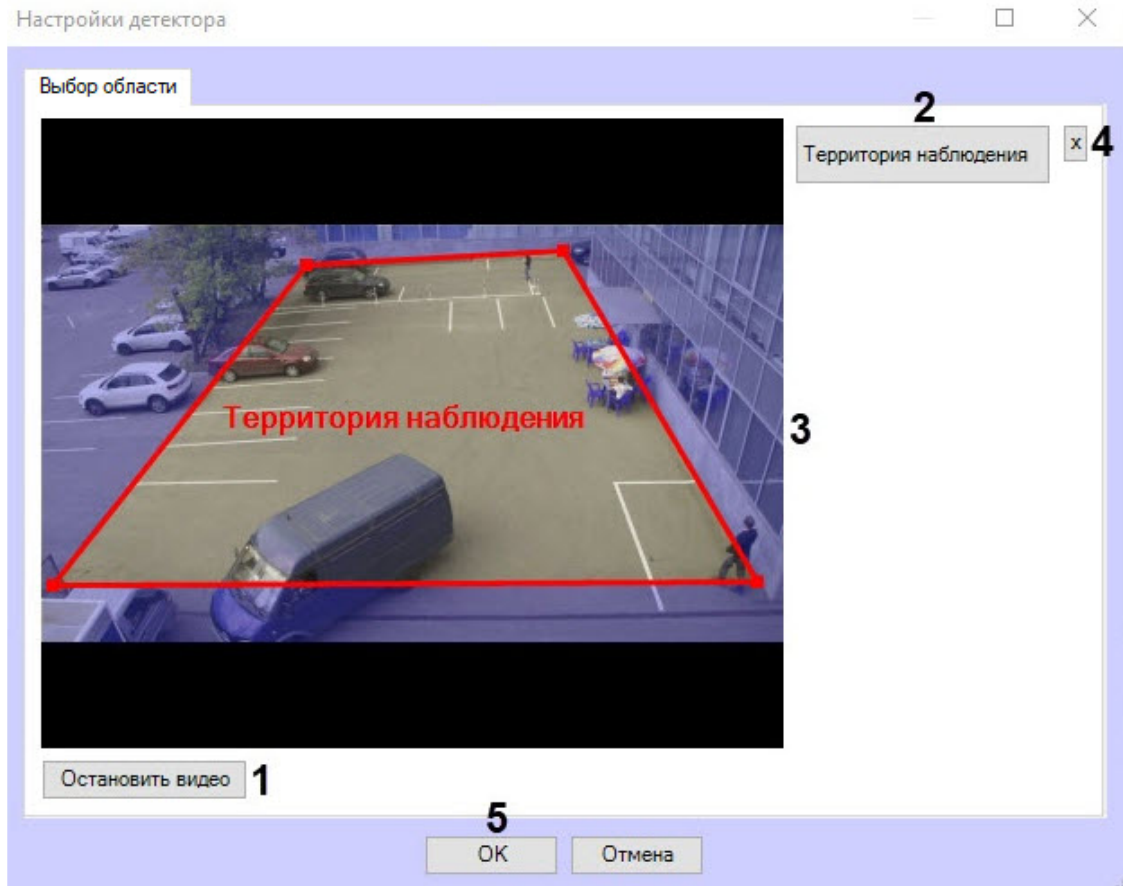 Настройки детектора
Выбор области
2
Территория наблюдения
x
4
Территория наблюдения
3
Остановить видео
1
5
OK
Отмена